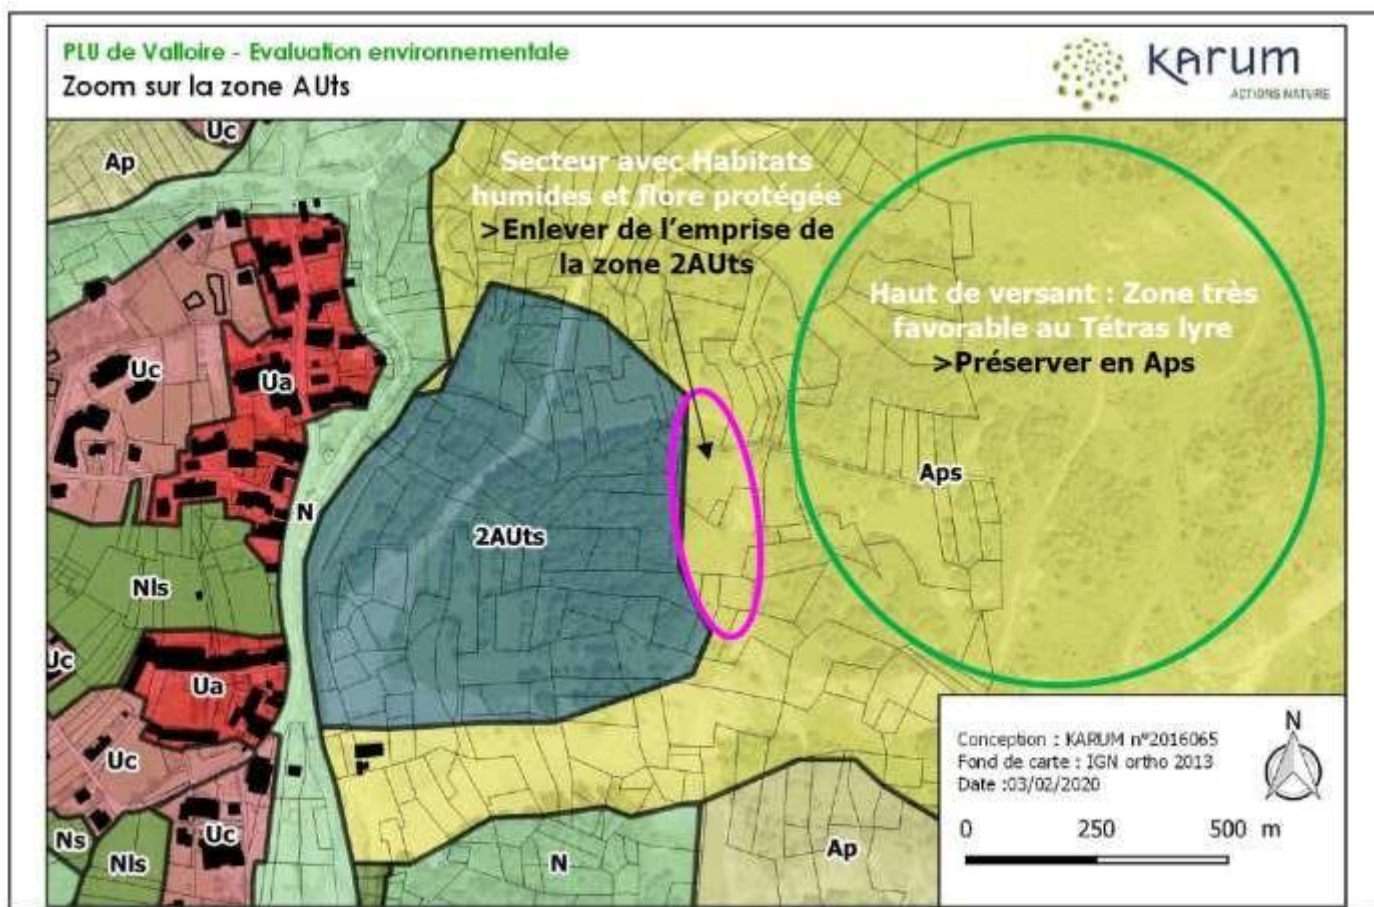 PLU de Valloire - Evaluation environnementale
Zoom sur la zone AUts
KARUM
ACTIONS NATURE
Uc
Ap
Secteur avec Habitats
humides et flore protégée
>Enlever de l'emprise de
la zone 2AUts
Haut de versant : Zone très
favorable au Tétras lyre
>Préserver en Aps
Uc
Ua
Aps
N
2AUts
Nls
Uc
Ua
Uc
Uc
Ns
Nls
N
Ap
Conception : KARUM n°2016065
Fond de carte : IGN ortho 2013
Date :03/02/2020
N
0 250 500 m